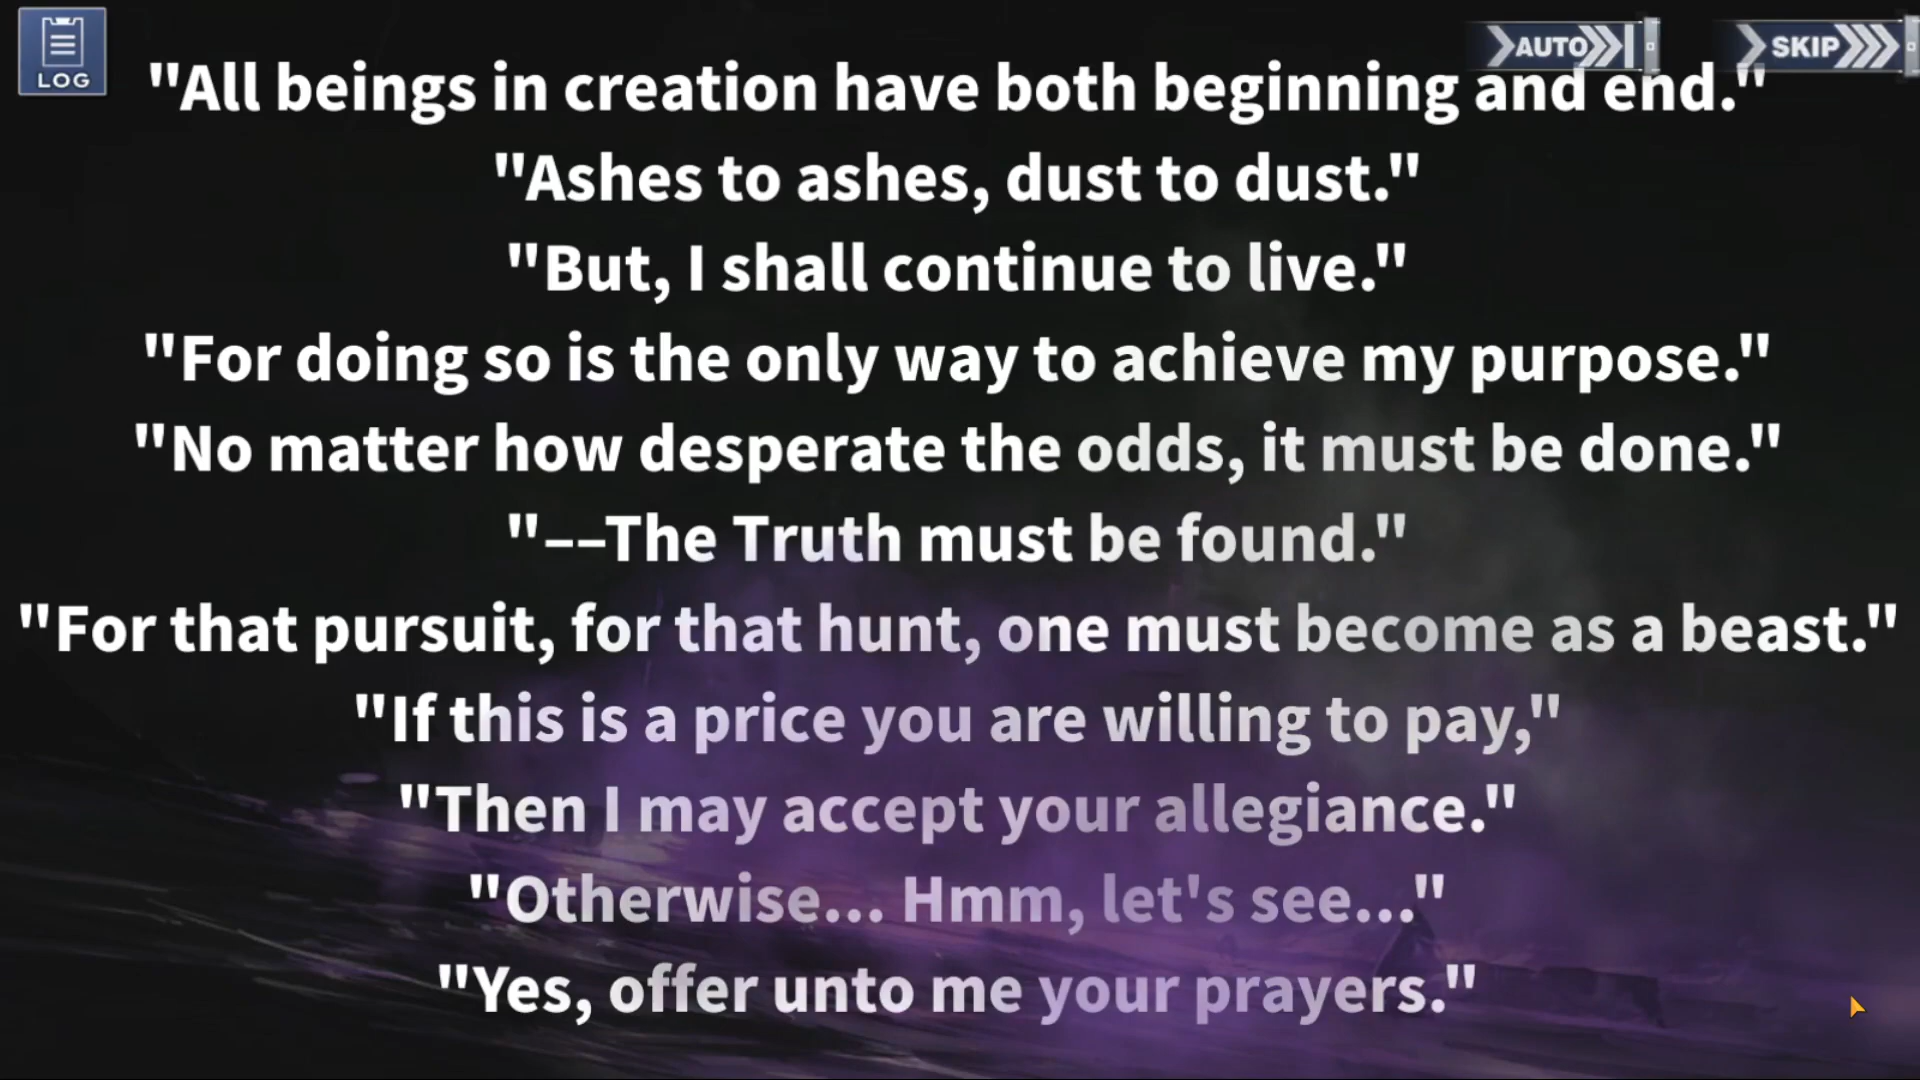 LOG
AUTO
SKIP
"All beings in creation have both beginning and end."
"Ashes to ashes, dust to dust."
"But, I shall continue to live."
"For doing so is the only way to achieve my purpose."
"No matter how desperate the odds, it must be done."
"––The Truth must be found."
"For that pursuit, for that hunt, one must become as a beast."
"If this is a price you are willing to pay,"
"Then I may accept your allegiance."
"Otherwise... Hmm, let's see..."
"Yes, offer unto me your prayers."